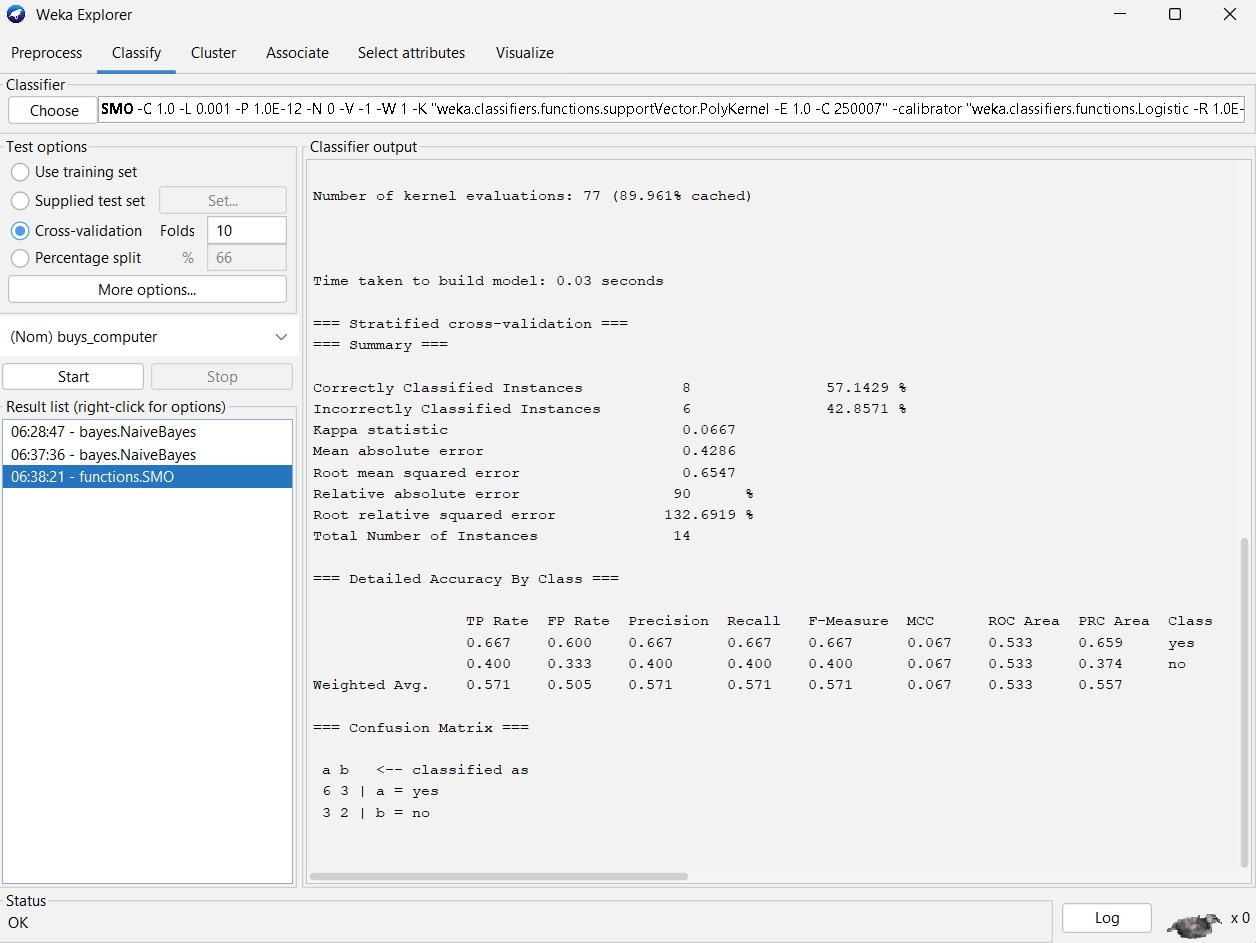 Weka Explorer
Preprocess Classify Cluster Associate Select attributes Visualize
Classifier
Choose SMO -C 1.0 -L 0.001 -P 1.0E-12 -N 0 -V -1 -W 1 -K "weka.classifiers.functions.supportVector.PolyKernel -E 1.0 -C 250007" -calibrator "weka.classifiers.functions.Logistic -R 1.0E-
Test options
Use training set
Supplied test set Set...
Cross-validation Folds 10
Percentage split % 66
More options...
(Nom) buys_computer
Start Stop
Result list (right-click for options)
06:28:47 - bayes.NaiveBayes
06:37:36 - bayes.NaiveBayes
06:38:21 - functions.SMO
Classifier output
Number of kernel evaluations: 77 (89.961% cached)
Time taken to build model: 0.03 seconds
=== Stratified cross-validation ===
=== Summary ===
Correctly Classified Instances 8 57.1429 %
Incorrectly Classified Instances 6 42.8571 %
Kappa statistic 0.0667
Mean absolute error 0.4286
Root mean squared error 0.6547
Relative absolute error 90 %
Root relative squared error 132.6919 %
Total Number of Instances 14
=== Detailed Accuracy By Class ===
TP Rate FP Rate Precision Recall F-Measure MCC ROC Area PRC Area Class
0.667 0.600 0.667 0.667 0.667 0.067 0.533 0.659 yes
0.400 0.333 0.400 0.400 0.400 0.067 0.533 0.374 no
Weighted Avg. 0.571 0.505 0.571 0.571 0.571 0.067 0.533 0.557
=== Confusion Matrix ===
a b <-- classified as
6 3 | a = yes
3 2 | b = no
Status
OK
Log x 0